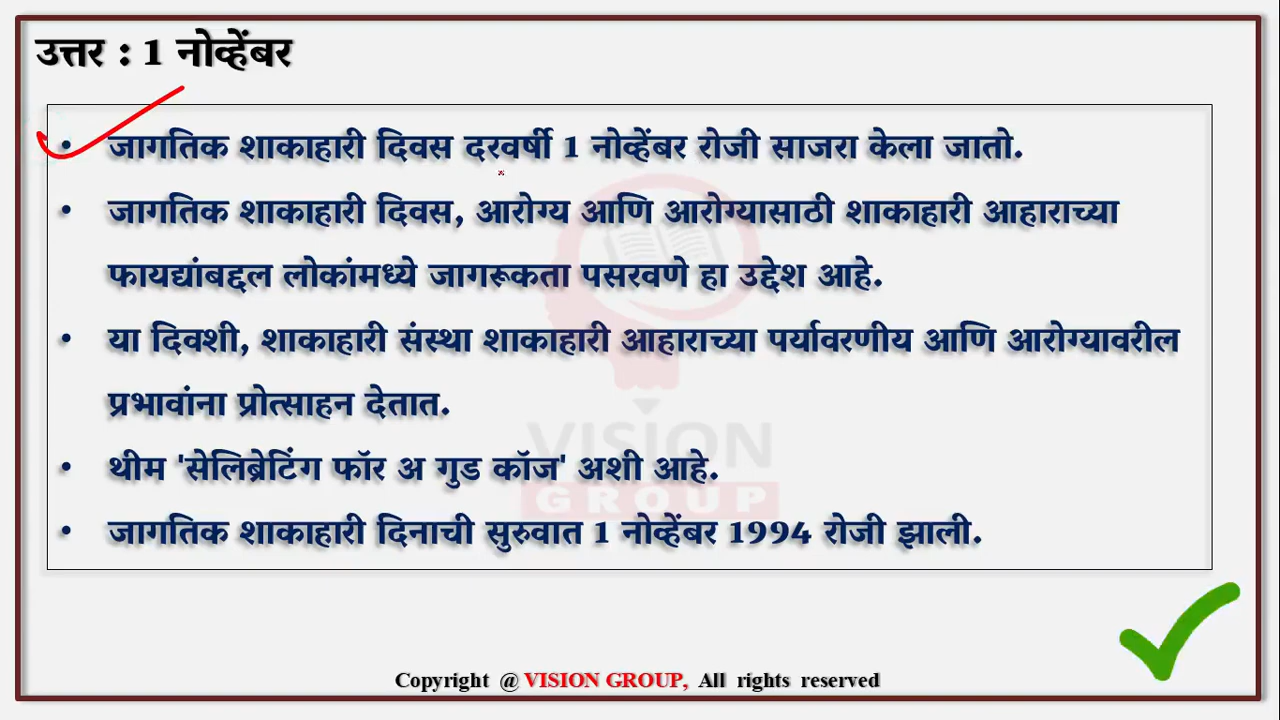 उत्तर : 1 नोव्हेंबर
• जागतिक शाकाहारी दिवस दरवर्षी 1 नोव्हेंबर रोजी साजरा केला जातो.
• जागतिक शाकाहारी दिवस, आरोग्य आणि आरोग्यासाठी शाकाहारी आहाराच्या
फायद्यांबद्दल लोकांमध्ये जागरूकता पसरवणे हा उद्देश आहे.
• या दिवशी, शाकाहारी संस्था शाकाहारी आहाराच्या पर्यावरणीय आणि आरोग्यावरील
प्रभावांना प्रोत्साहन देतात.
• थीम 'सेलिब्रेटिंग फॉर अ गुड कॉज' अशी आहे.
• जागतिक शाकाहारी दिनाची सुरुवात 1 नोव्हेंबर 1994 रोजी झाली.
VISION
GROUP
Copyright @ VISION GROUP, All rights reserved